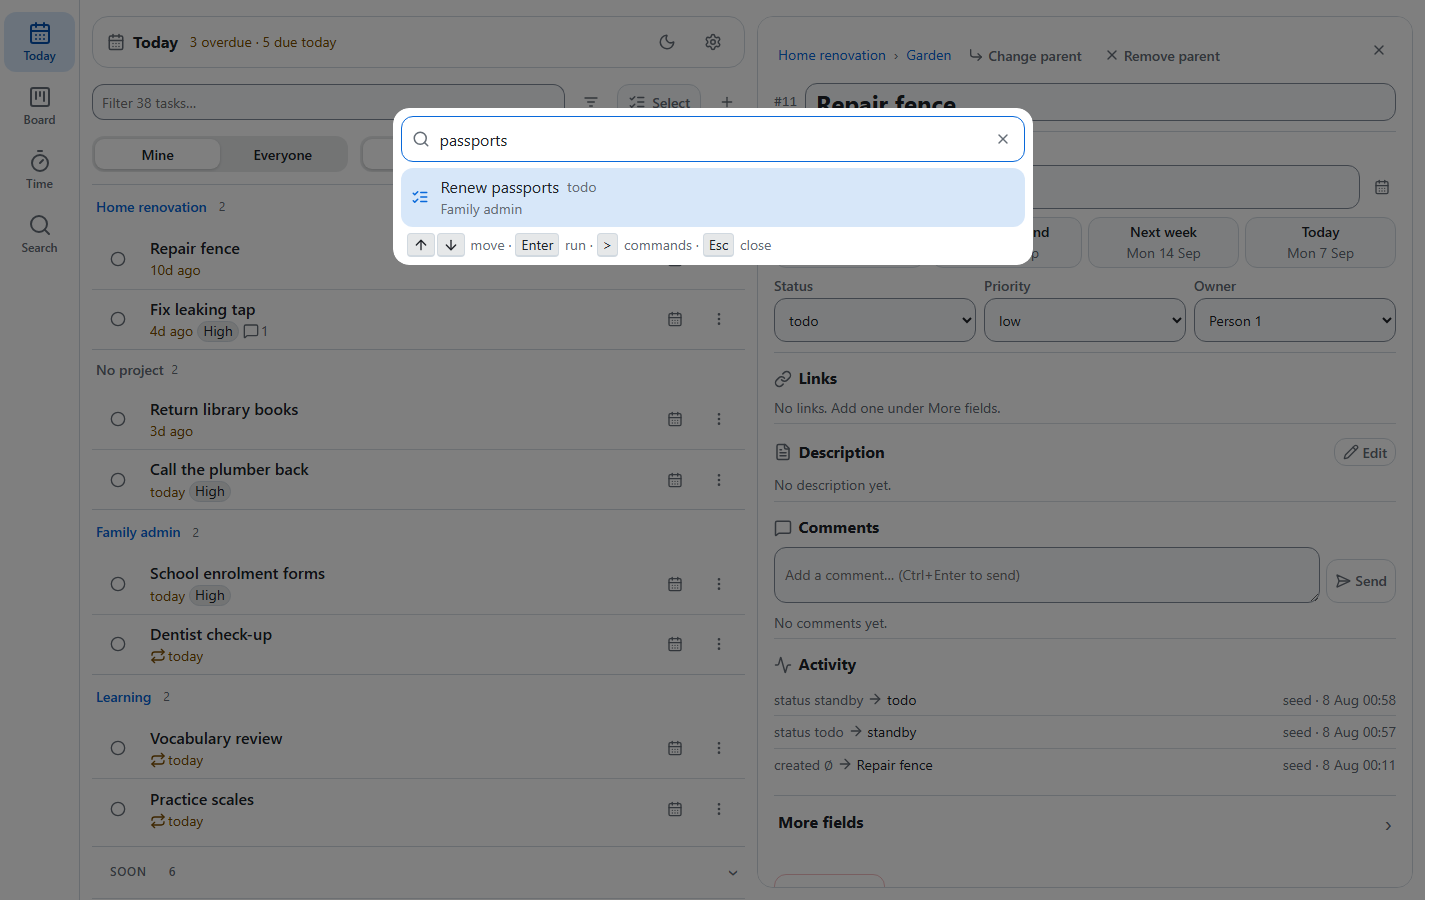 Today
Board
Time
Search
Today 3 overdue · 5 due today
Filter 38 tasks...
Select
Mine
Everyone
Home renovation 2
Repair fence
10d ago
Fix leaking tap
4d ago High 1
No project 2
Return library books
3d ago
Call the plumber back
today High
Family admin 2
School enrolment forms
today High
Dentist check-up
today
Learning 2
Vocabulary review
today
Practice scales
today
SOON 6
passports
Renew passports todo
Family admin
↑ ↓ move · Enter run · > commands · Esc close
Home renovation › Garden Change parent Remove parent
#11 Repair fence
Next week
Mon 14 Sep
Today
Mon 7 Sep
Status
Priority
Owner
todo
low
Person 1
Links
No links. Add one under More fields.
Description
Edit
No description yet.
Comments
Add a comment... (Ctrl+Enter to send)
Send
No comments yet.
Activity
status standby → todo seed · 8 Aug 00:58
status todo → standby seed · 8 Aug 00:57
created ∅ → Repair fence seed · 8 Aug 00:11
More fields